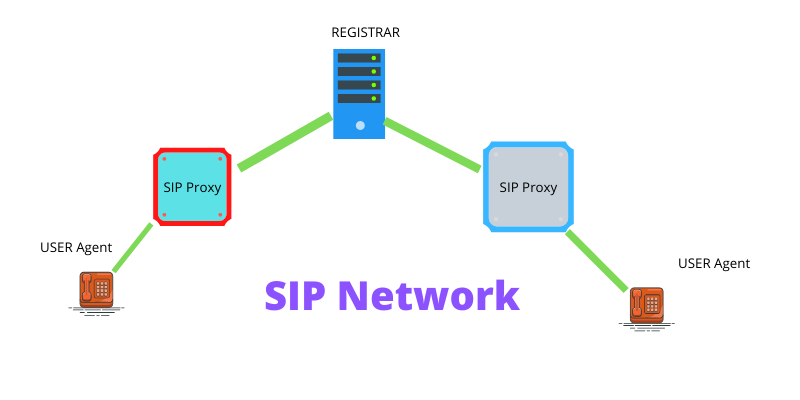 REGISTRAR
SIP Proxy
SIP Proxy
USER Agent
USER Agent
SIP Network